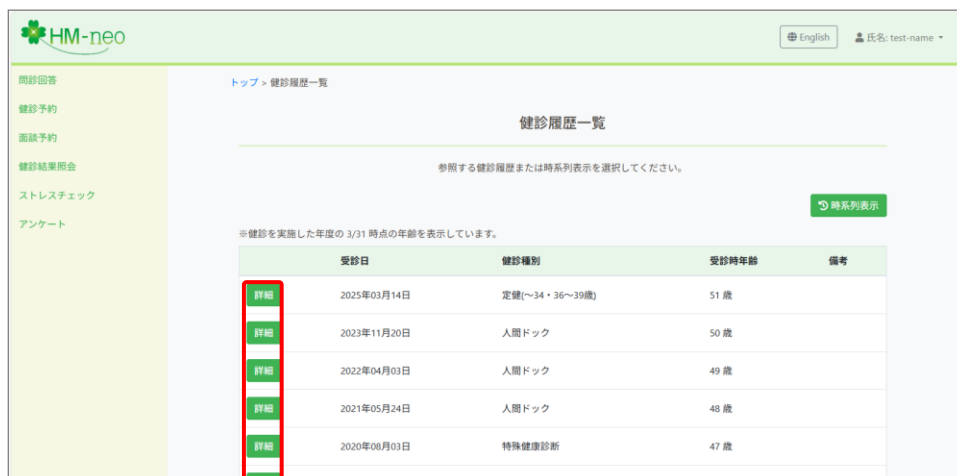 HM-neo
English
氏名: test-name
問診回答
健診予約
面談予約
健診結果照会
ストレスチェック
アンケート
トップ > 健診履歴一覧
健診履歴一覧
参照する健診履歴または時系列表示を選択してください。
時系列表示
※健診を実施した年度の 3/31 時点の年齢を表示しています。
受診日 健診種別 受診時年齢 備考
詳細 2025年03月14日 定健(〜34・36〜39歳) 51 歳
詳細 2023年11月20日 人間ドック 50 歳
詳細 2022年04月03日 人間ドック 49 歳
詳細 2021年05月24日 人間ドック 48 歳
詳細 2020年08月03日 特殊健康診断 47 歳